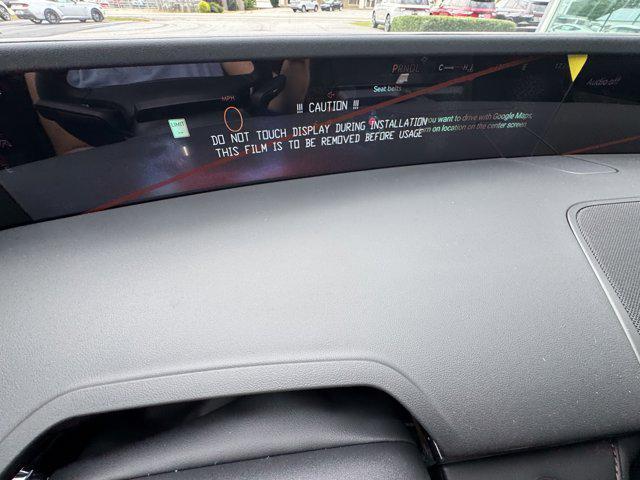 PRNDL C H E
Seat belts
Audio off
MPH
!!! CAUTION !!!
LIMIT
DO NOT TOUCH DISPLAY DURING INSTALLATION
you want to drive with Google Maps,
THIS FILM IS TO BE REMOVED BEFORE USAGE
on location on the center screen.